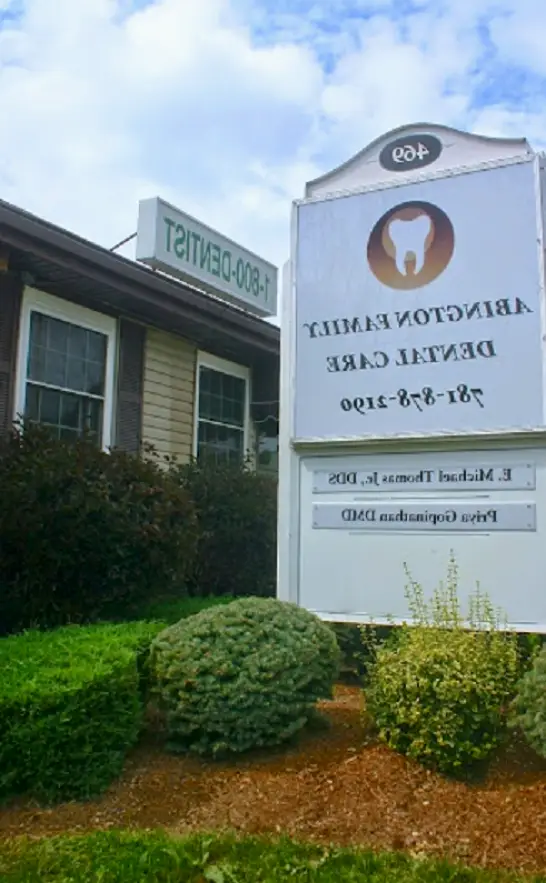 469
1-800-DENTIST
ABINGTON FAMILY
DENTAL CARE
781-878-2190
E. Michael Thomas Jr., DDS
Priya Gopinathan DMD